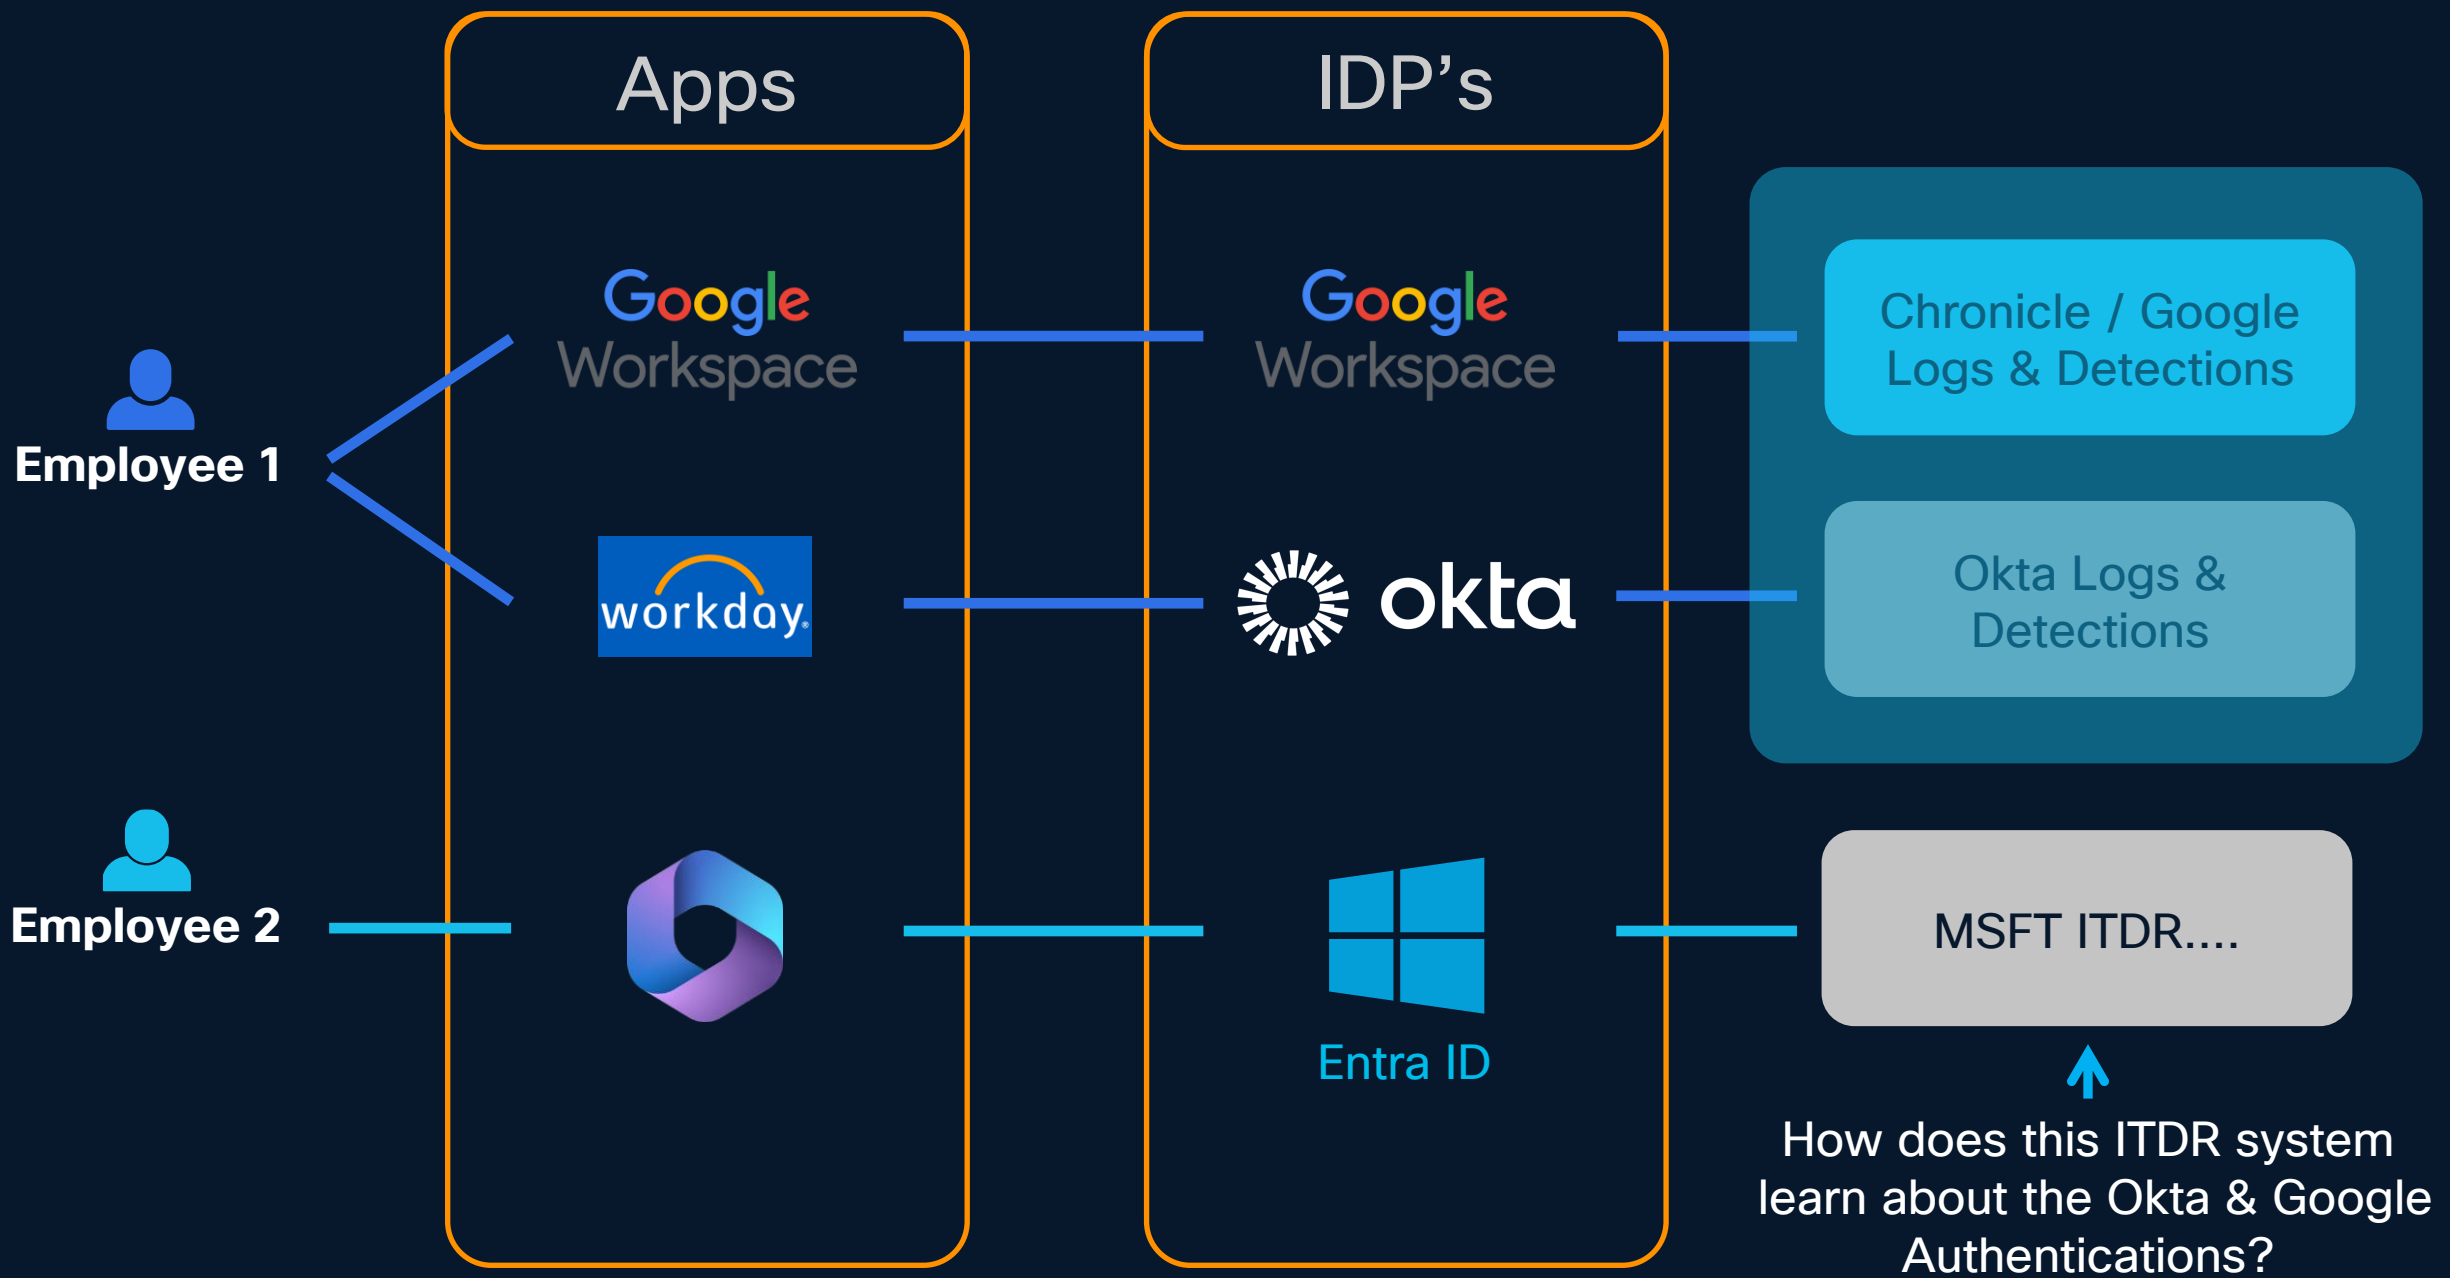 Apps
IDP’s
Google
Workspace
Google
Workspace
Chronicle / Google
Logs & Detections
Employee 1
workday®
okta
Okta Logs &
Detections
Employee 2
MSFT ITDR....
Entra ID
How does this ITDR system
learn about the Okta & Google
Authentications?